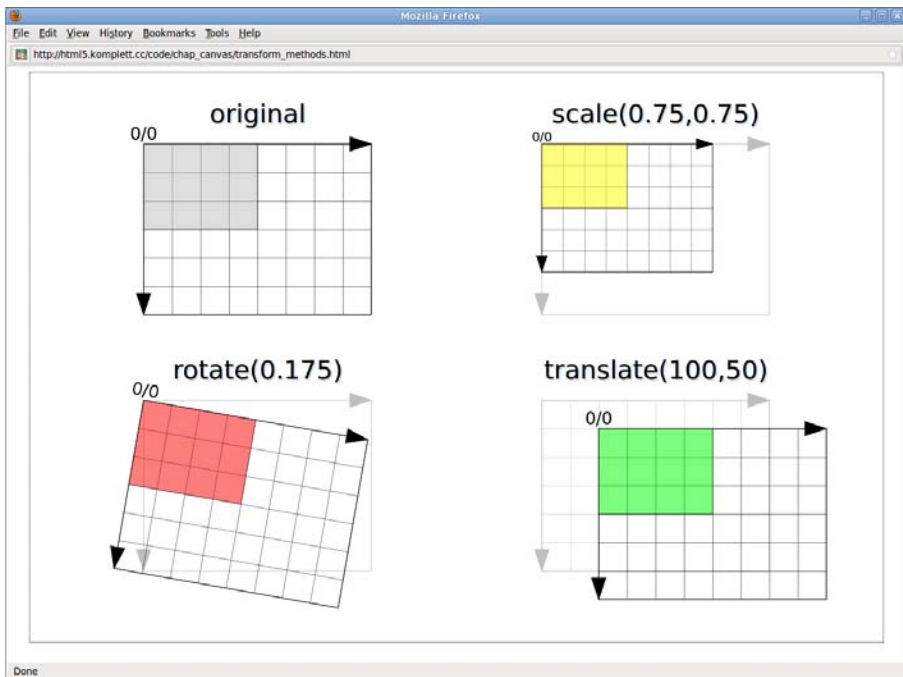 Mozilla Firefox
File Edit View History Bookmarks Tools Help
http://html5.komplett.cc/code/chap_canvas/transform_methods.html
original
0/0
scale(0.75,0.75)
0/0
rotate(0.175)
0/0
translate(100,50)
0/0
Done